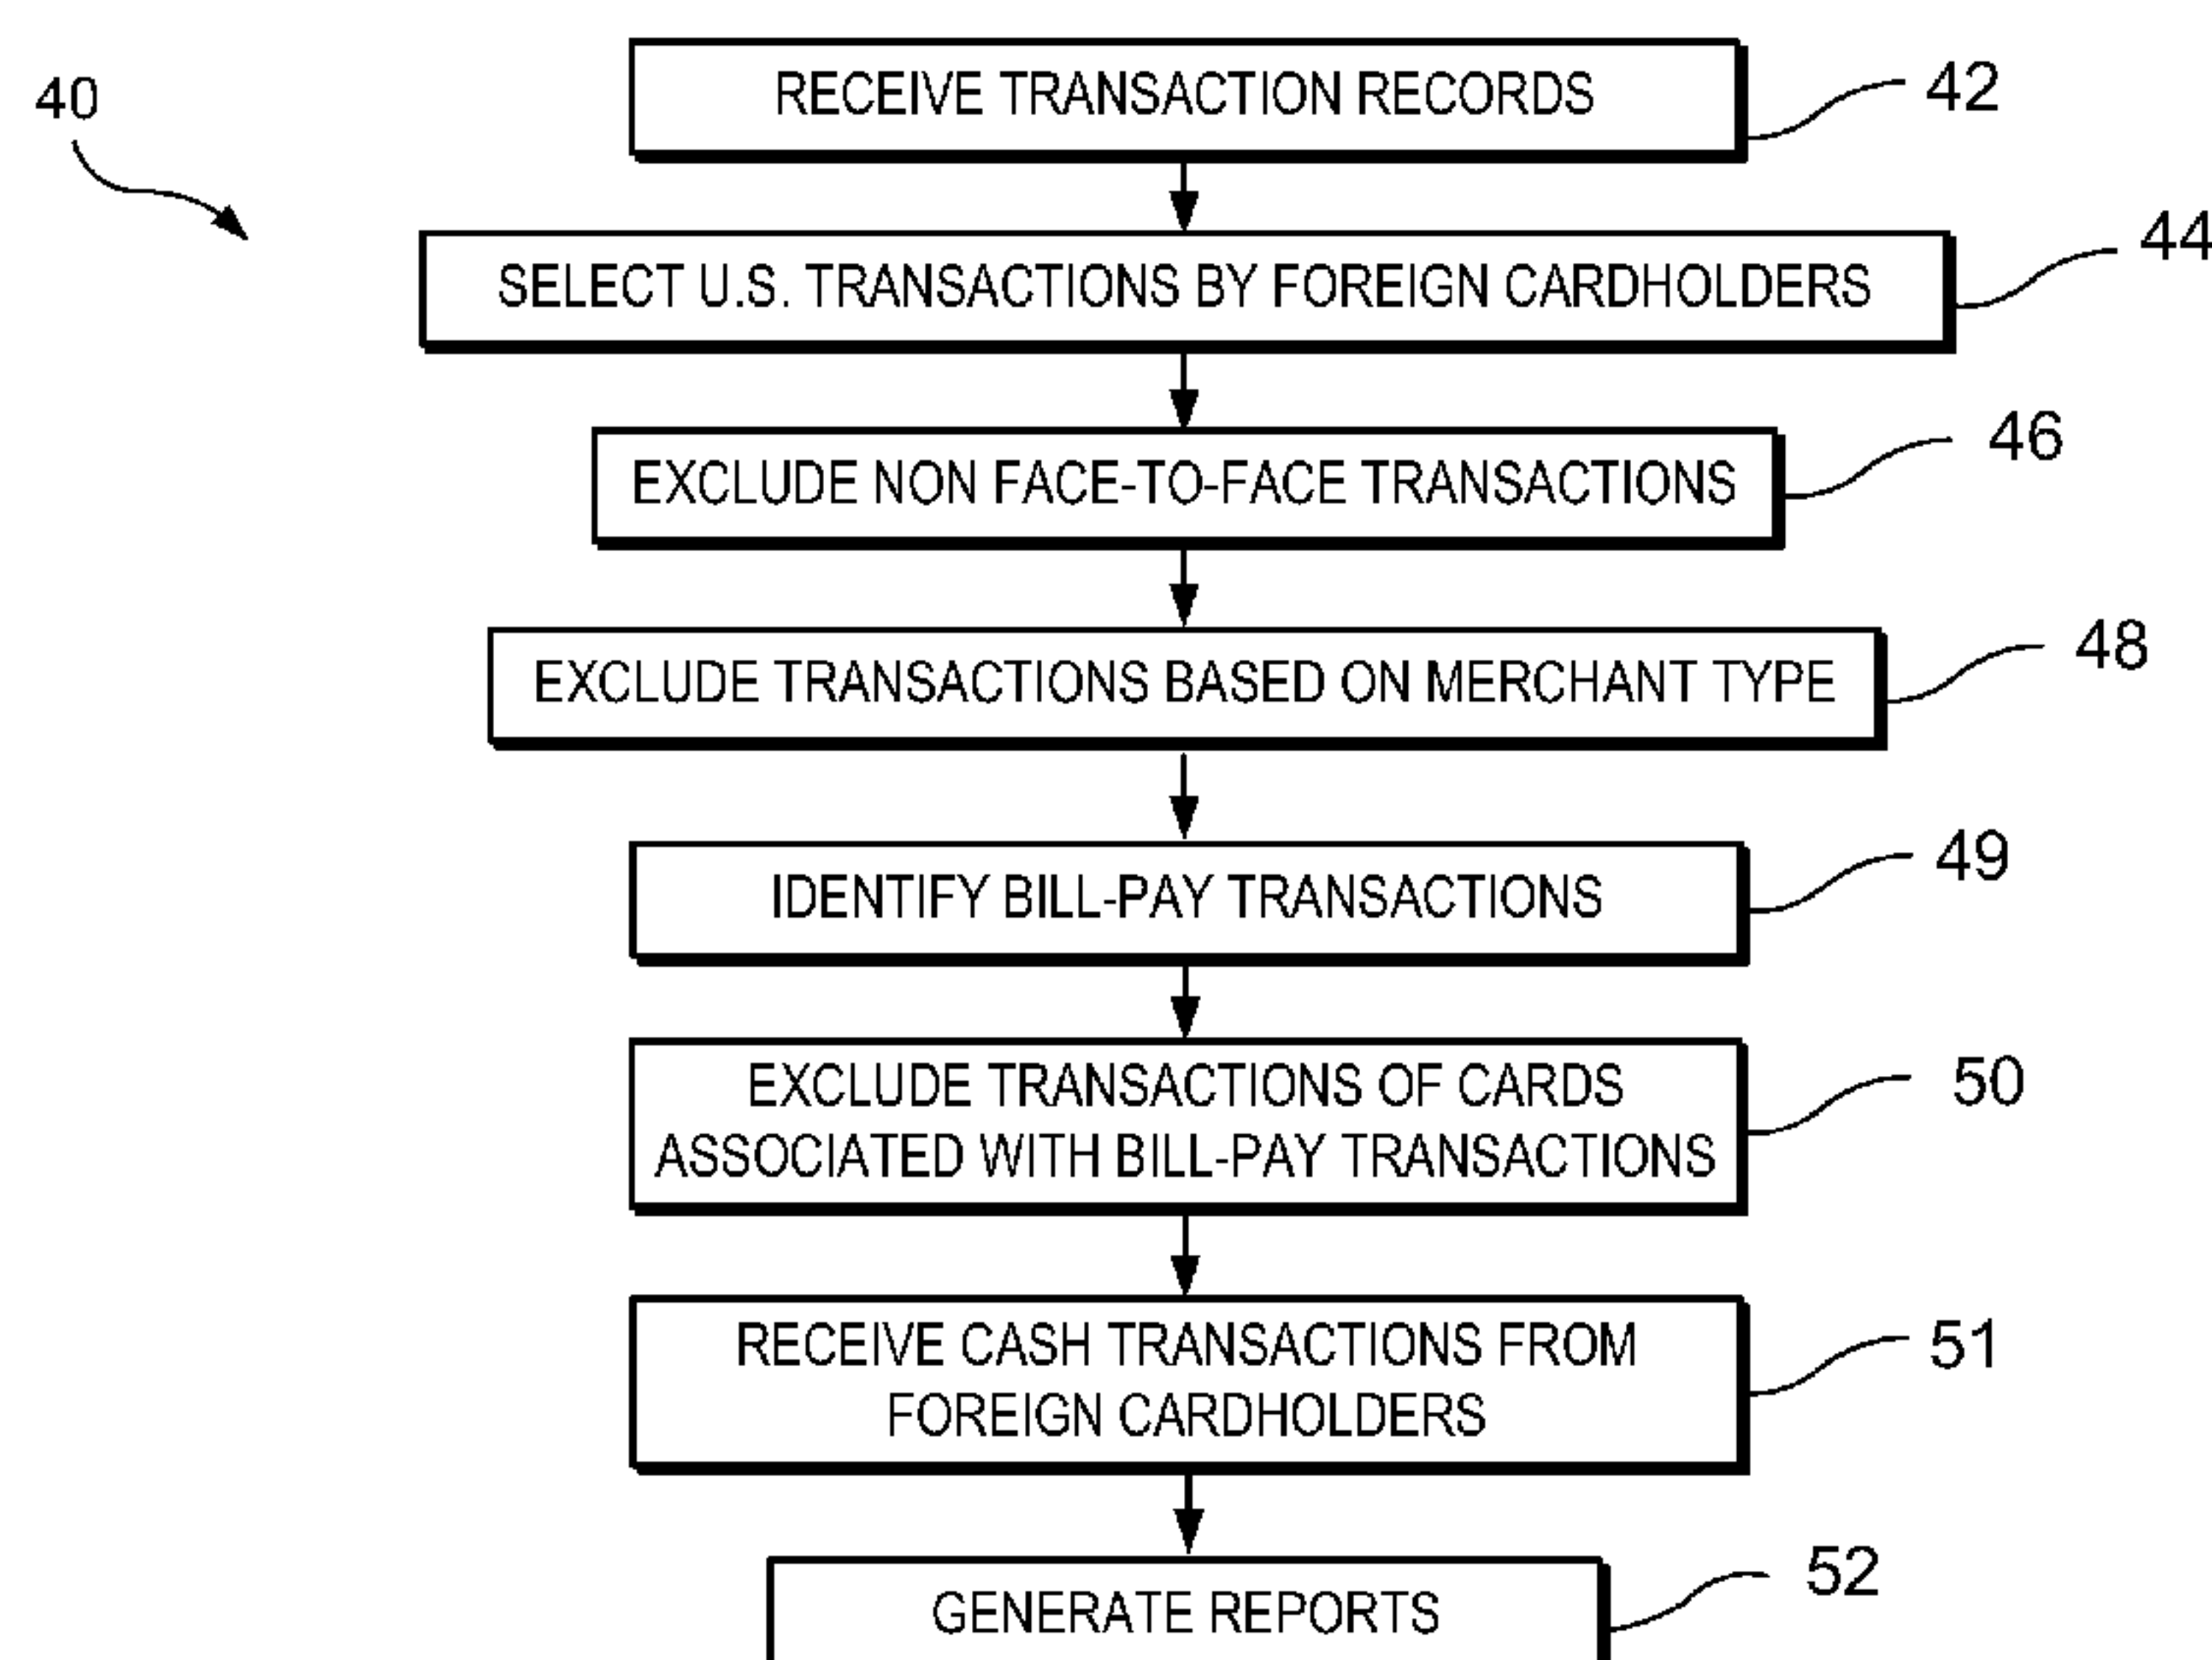 40
RECEIVE TRANSACTION RECORDS
42
SELECT U.S. TRANSACTIONS BY FOREIGN CARDHOLDERS
44
EXCLUDE NON FACE-TO-FACE TRANSACTIONS
46
EXCLUDE TRANSACTIONS BASED ON MERCHANT TYPE
48
IDENTIFY BILL-PAY TRANSACTIONS
49
EXCLUDE TRANSACTIONS OF CARDS
ASSOCIATED WITH BILL-PAY TRANSACTIONS
50
RECEIVE CASH TRANSACTIONS FROM
FOREIGN CARDHOLDERS
51
GENERATE REPORTS
52